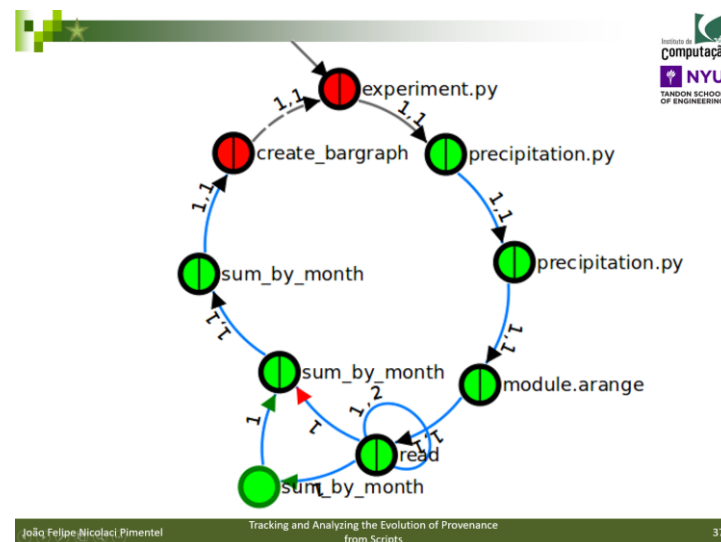 Instituto de
computaçã
NYU
TANDON SCHOOL
OF ENGINEERING
experiment.py
1,1
1,1
create_bargraph
precipitation.py
1,1
1,1
sum_by_month
precipitation.py
1,1
1,1
sum_by_month
module.arange
1,2
1
1
1,1
read
1
sum_by_month
João Felipe Nicolaci Pimentel
Tracking and Analyzing the Evolution of Provenance
from Scripts
37